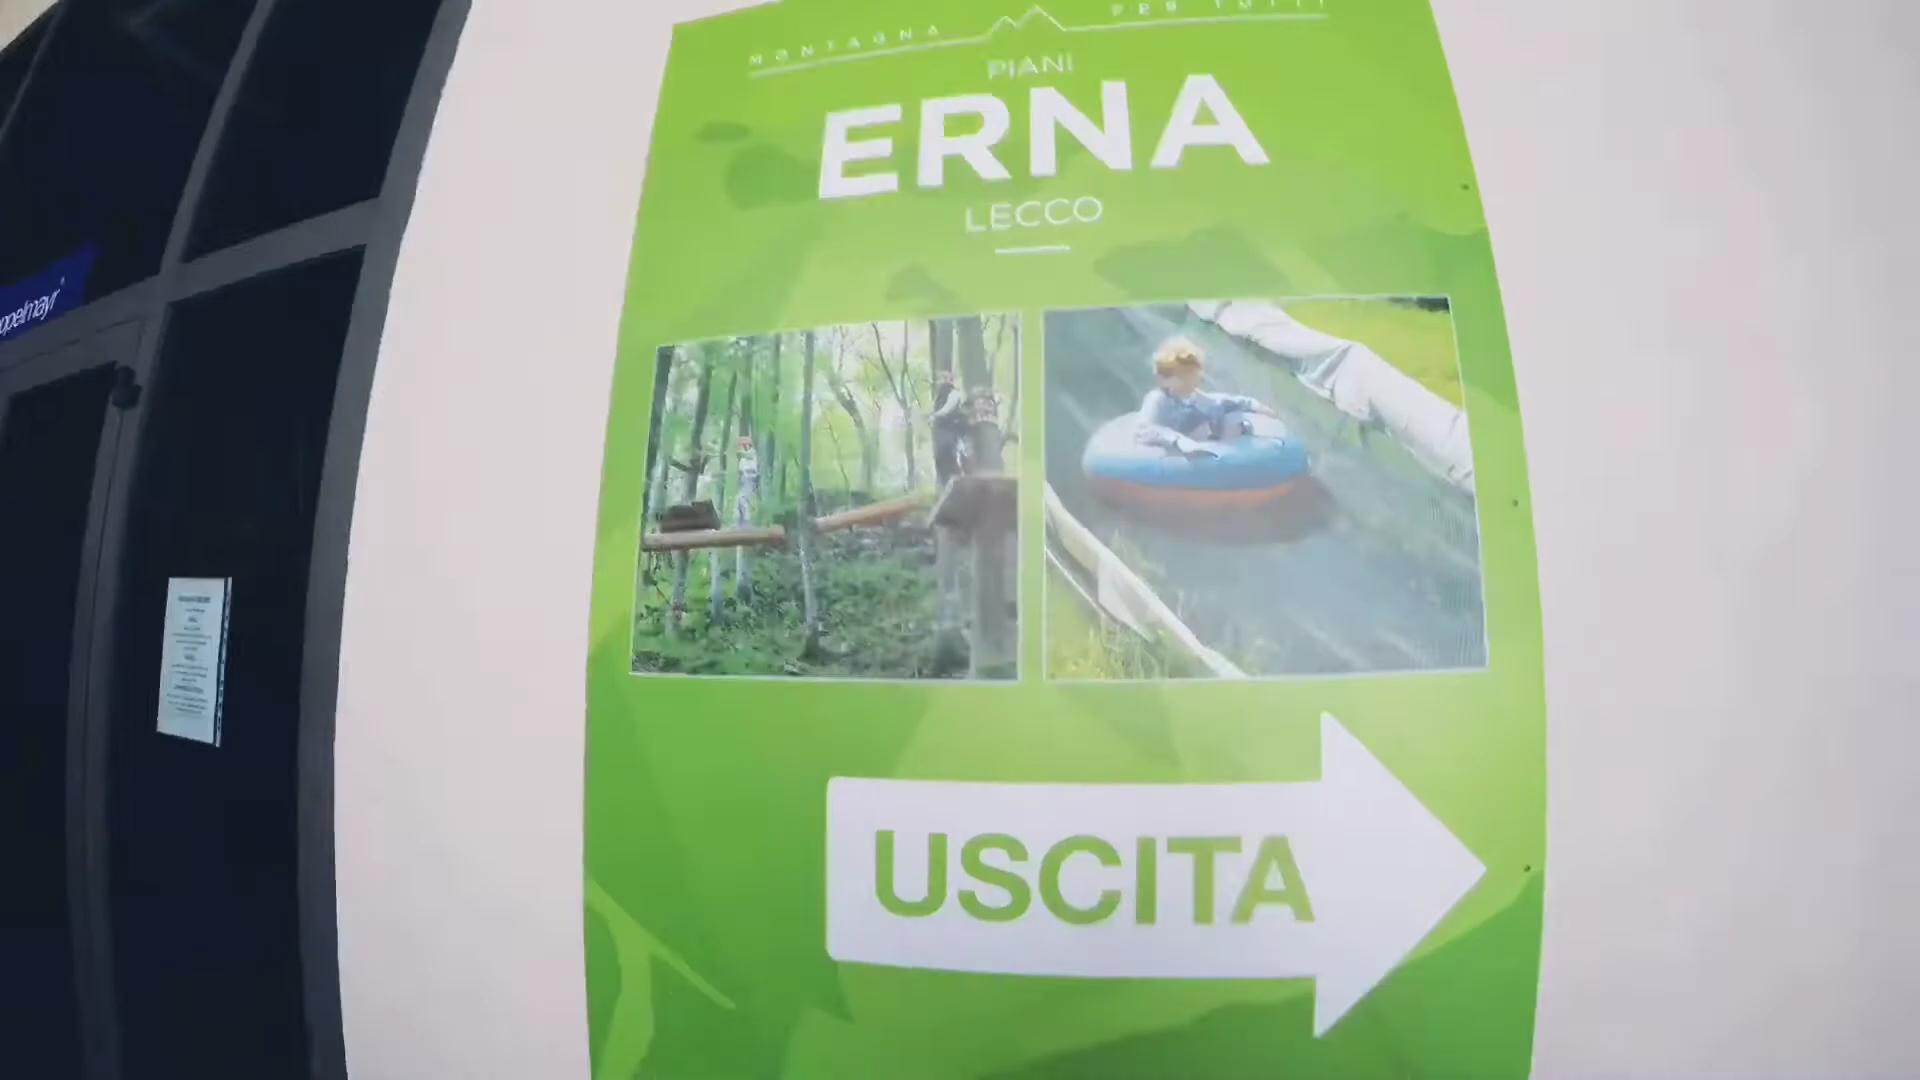 MONTAGNA PER TUTTI
PIANI
ERNA
LECCO
USCITA